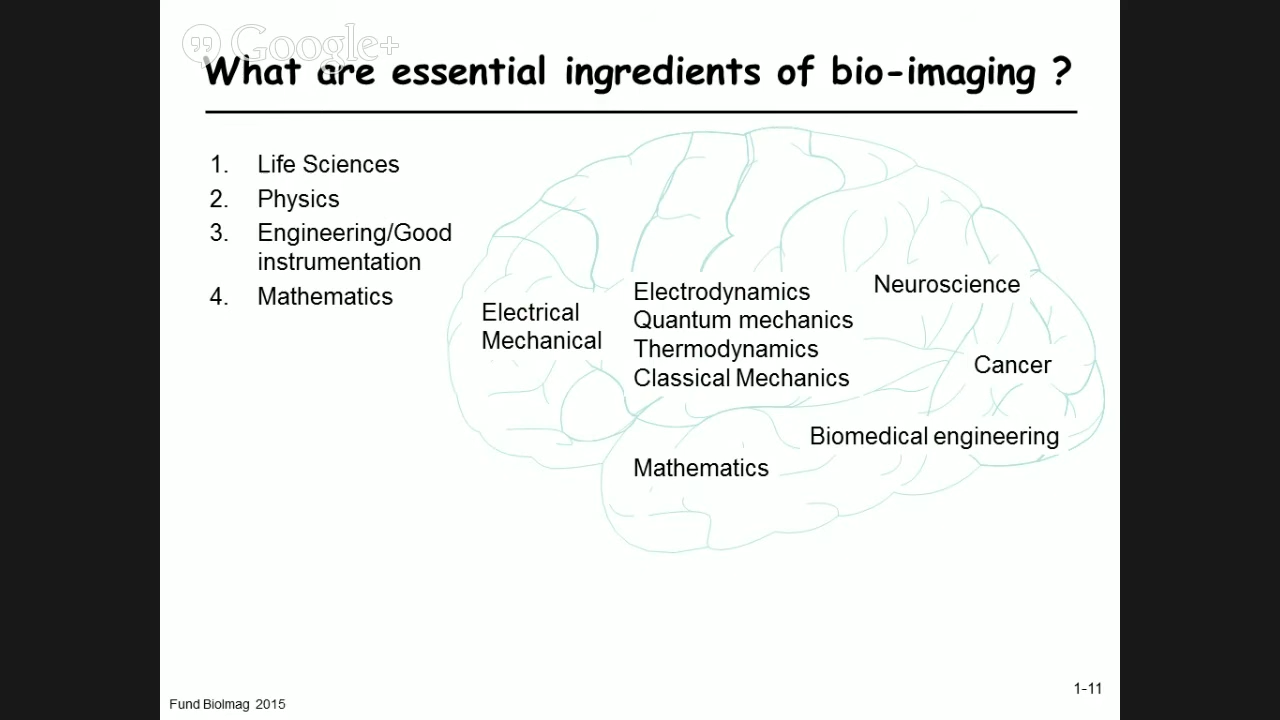 Google+
What are essential ingredients of bio-imaging ?
1. Life Sciences
2. Physics
3. Engineering/Good
instrumentation
4. Mathematics
Electrical
Mechanical
Electrodynamics
Quantum mechanics
Thermodynamics
Classical Mechanics
Neuroscience
Cancer
Biomedical engineering
Mathematics
1-11
Fund BioImag 2015